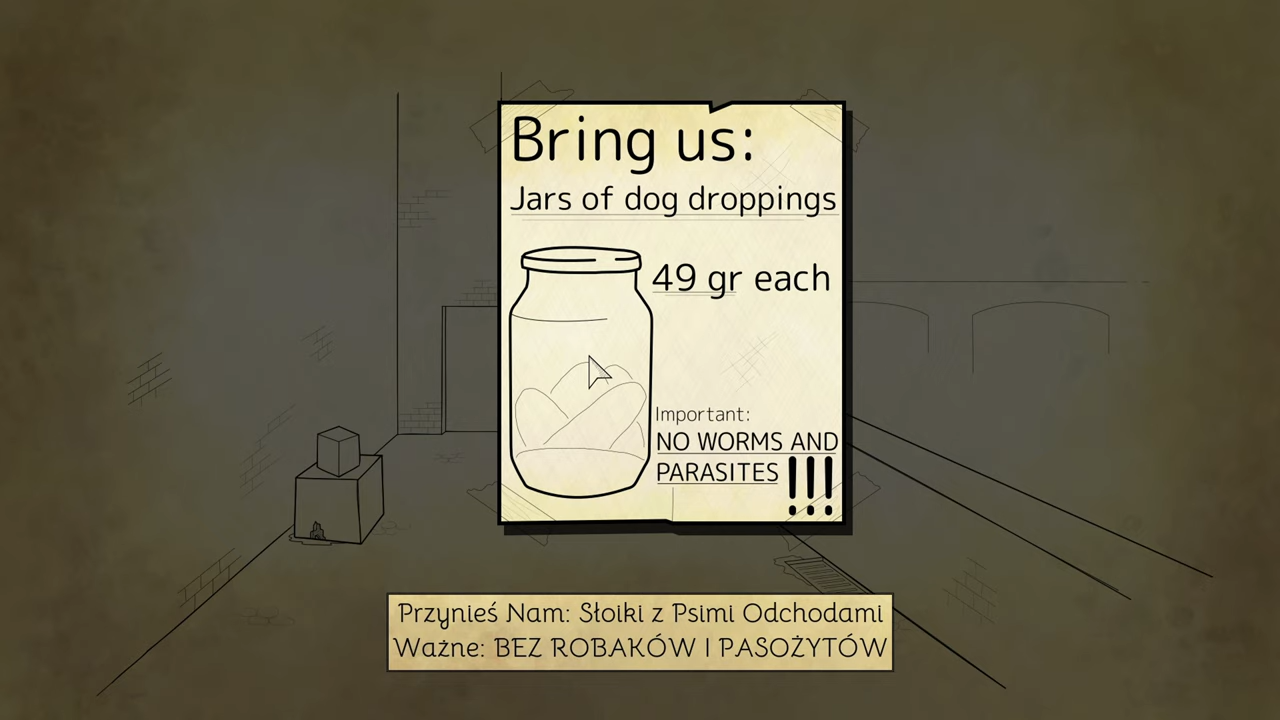 Bring us:
Jars of dog droppings
49 gr each
Important:
NO WORMS AND
PARASITES !!!
Przynieś Nam: Słoiki z Psimi Odchodami
Ważne: BEZ ROBAKÓW I PASOŻYTÓW